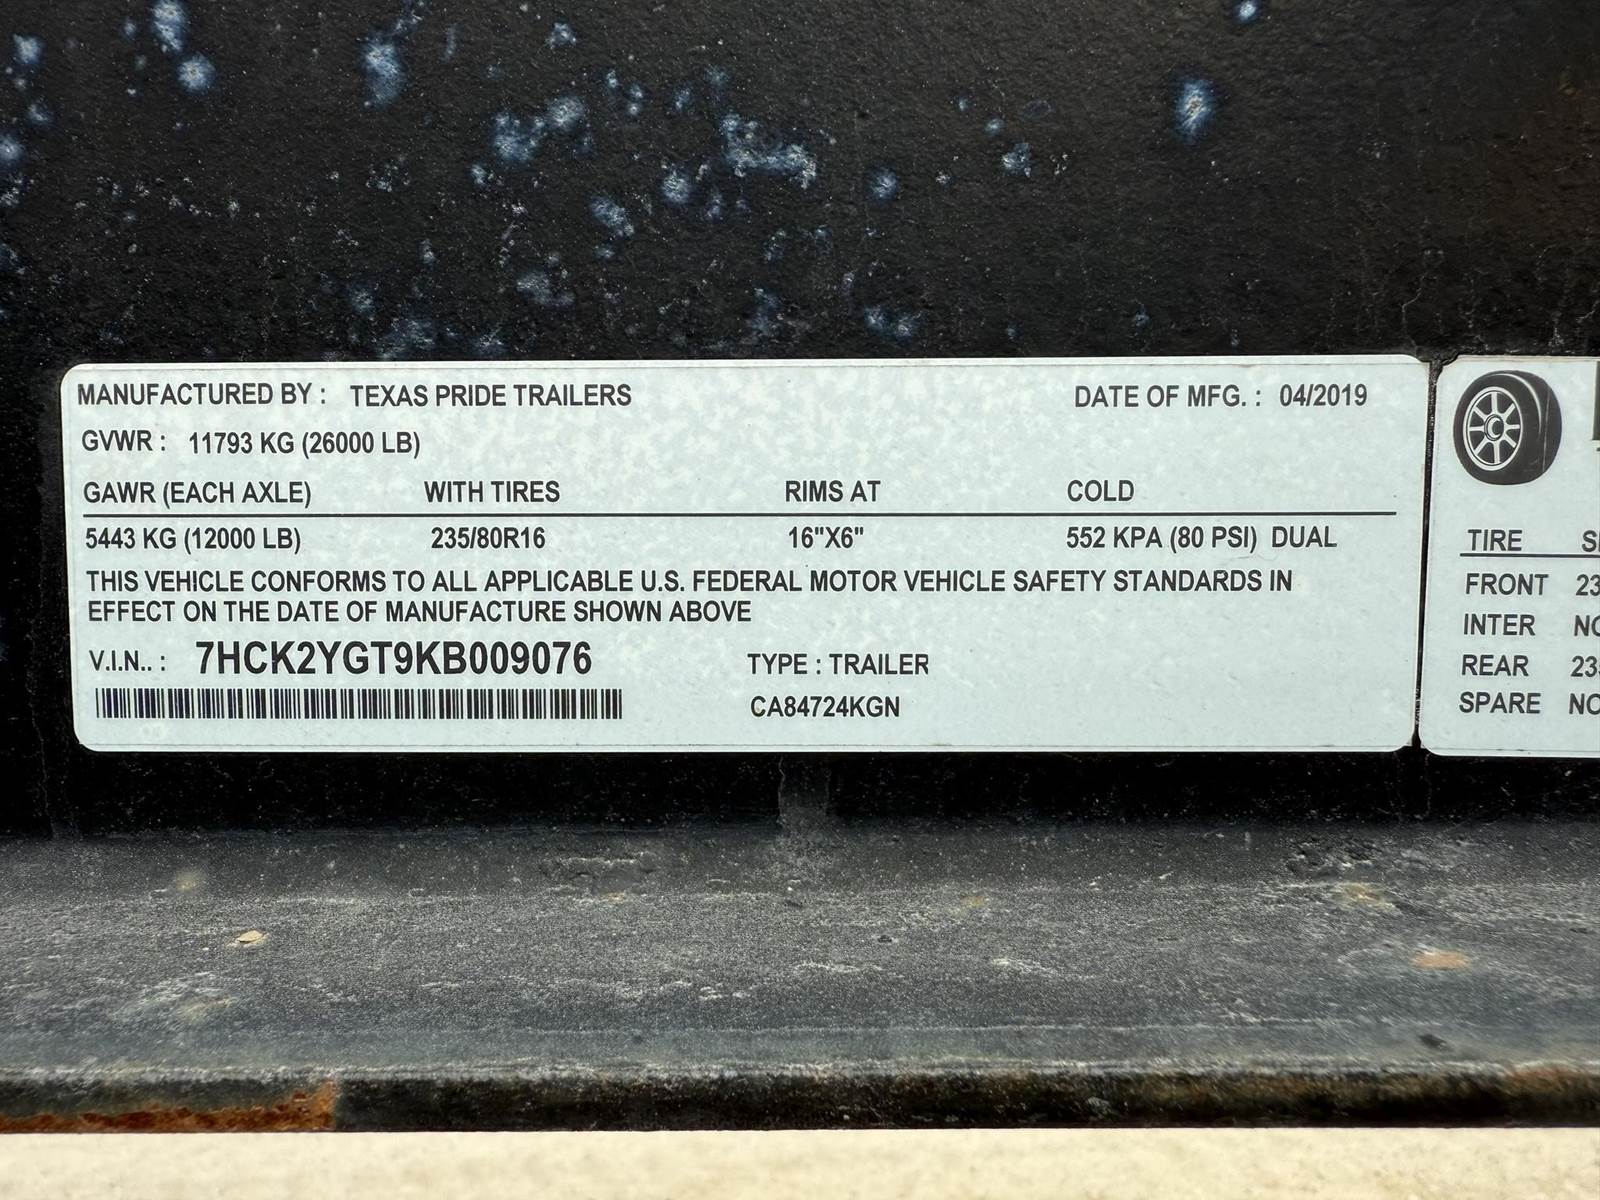 MANUFACTURED BY : TEXAS PRIDE TRAILERS DATE OF MFG. : 04/2019
GVWR : 11793 KG (26000 LB)
GAWR (EACH AXLE) WITH TIRES RIMS AT COLD
5443 KG (12000 LB) 235/80R16 16"X6" 552 KPA (80 PSI) DUAL
THIS VEHICLE CONFORMS TO ALL APPLICABLE U.S. FEDERAL MOTOR VEHICLE SAFETY STANDARDS IN
EFFECT ON THE DATE OF MANUFACTURE SHOWN ABOVE
V.I.N.. : 7HCK2YGT9KB009076 TYPE : TRAILER
CA84724KGN
TIRE
FRONT
INTER
REAR
SPARE